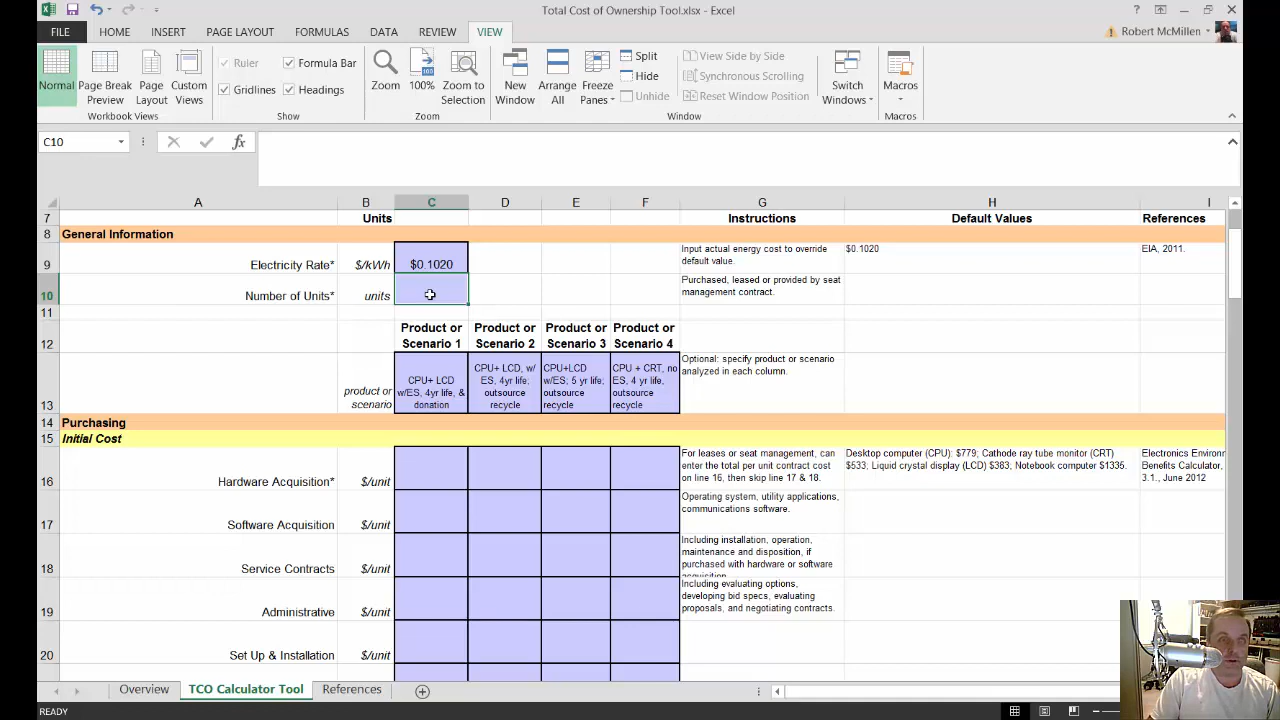 Total Cost of Ownership Tool.xlsx - Excel
FILE HOME INSERT PAGE LAYOUT FORMULAS DATA REVIEW VIEW Robert McMillen
Normal
Page Break
Preview
Page
Layout
Custom
Views
Workbook Views
Ruler
Formula Bar
Gridlines
Headings
Show
Zoom
100%
100
Zoom to
Selection
Zoom
New
Window
Arrange
All
Freeze
Panes
Split
Hide
Unhide
View Side by Side
Synchronous Scrolling
Reset Window Position
Window
Switch
Windows
Macros
Macros
C10
fx
A B C D E F G H I
7 Units Instructions Default Values References
8 General Information
9 Electricity Rate* $/kWh $0.1020
Input actual energy cost to override
default value.
$0.1020
EIA, 2011.
10 Number of Units* units
Purchased, leased or provided by seat
management contract.
11
12
Product or
Scenario 1
Product or
Scenario 2
Product or
Scenario 3
Product or
Scenario 4
13
product or
scenario
CPU+ LCD
w/ES, 4yr life, &
donation
CPU+ LCD, w/
ES, 4yr life;
outsource
recycle
CPU+LCD
w/ES; 5 yr life;
outsource
recycle
CPU + CRT, no
ES, 4 yr life,
outsource
recycle
Optional: specify product or scenario
analyzed in each column.
14 Purchasing
15 Initial Cost
16 Hardware Acquisition* $/unit
For leases or seat management, can
enter the total per unit contract cost
on line 16, then skip line 17 & 18.
Desktop computer (CPU): $779; Cathode ray tube monitor (CRT)
$533; Liquid crystal display (LCD) $383, Notebook computer $1335.
Electronics Environ
Benefits Calculator,
3.1., June 2012
17 Software Acquisition $/unit
Operating system, utility applications,
communications software.
18 Service Contracts $/unit
Including installation, operation,
maintenance and disposition, if
purchased with hardware or software
acquisition.
19 Administrative $/unit
Including evaluating options,
developing bid specs, evaluating
proposals, and negotiating contracts.
20 Set Up & Installation $/unit
Overview TCO Calculator Tool References
READY